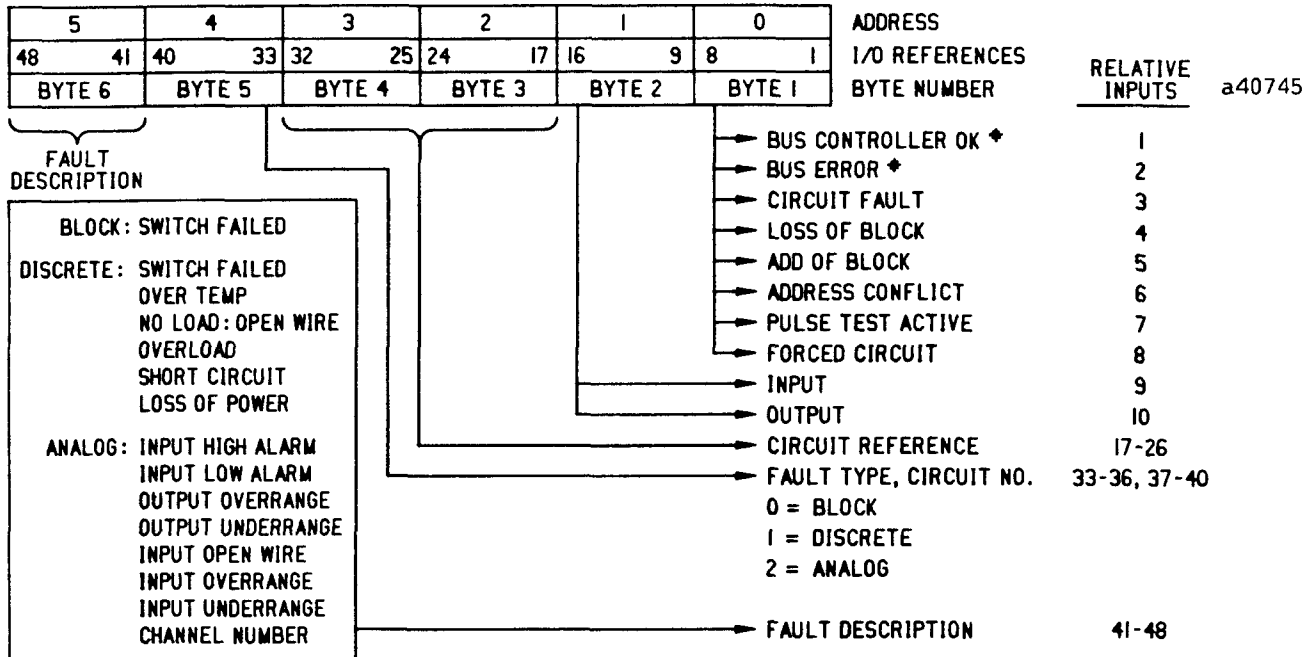 5 4 3 2 1 0 ADDRESS
48 41 40 33 32 25 24 17 16 9 8 1 I/O REFERENCES
BYTE 6 BYTE 5 BYTE 4 BYTE 3 BYTE 2 BYTE 1 BYTE NUMBER
RELATIVE
INPUTS
a40745
BUS CONTROLLER OK * 1
BUS ERROR * 2
CIRCUIT FAULT 3
LOSS OF BLOCK 4
ADD OF BLOCK 5
ADDRESS CONFLICT 6
PULSE TEST ACTIVE 7
FORCED CIRCUIT 8
INPUT 9
OUTPUT 10
CIRCUIT REFERENCE 17-26
FAULT TYPE, CIRCUIT NO. 33-36, 37-40
0 = BLOCK
1 = DISCRETE
2 = ANALOG
FAULT DESCRIPTION 41-48
FAULT
DESCRIPTION
BLOCK: SWITCH FAILED
DISCRETE: SWITCH FAILED
OVER TEMP
NO LOAD: OPEN WIRE
OVERLOAD
SHORT CIRCUIT
LOSS OF POWER
ANALOG: INPUT HIGH ALARM
INPUT LOW ALARM
OUTPUT OVERRANGE
OUTPUT UNDERRANGE
INPUT OPEN WIRE
INPUT OVERRANGE
INPUT UNDERRANGE
CHANNEL NUMBER